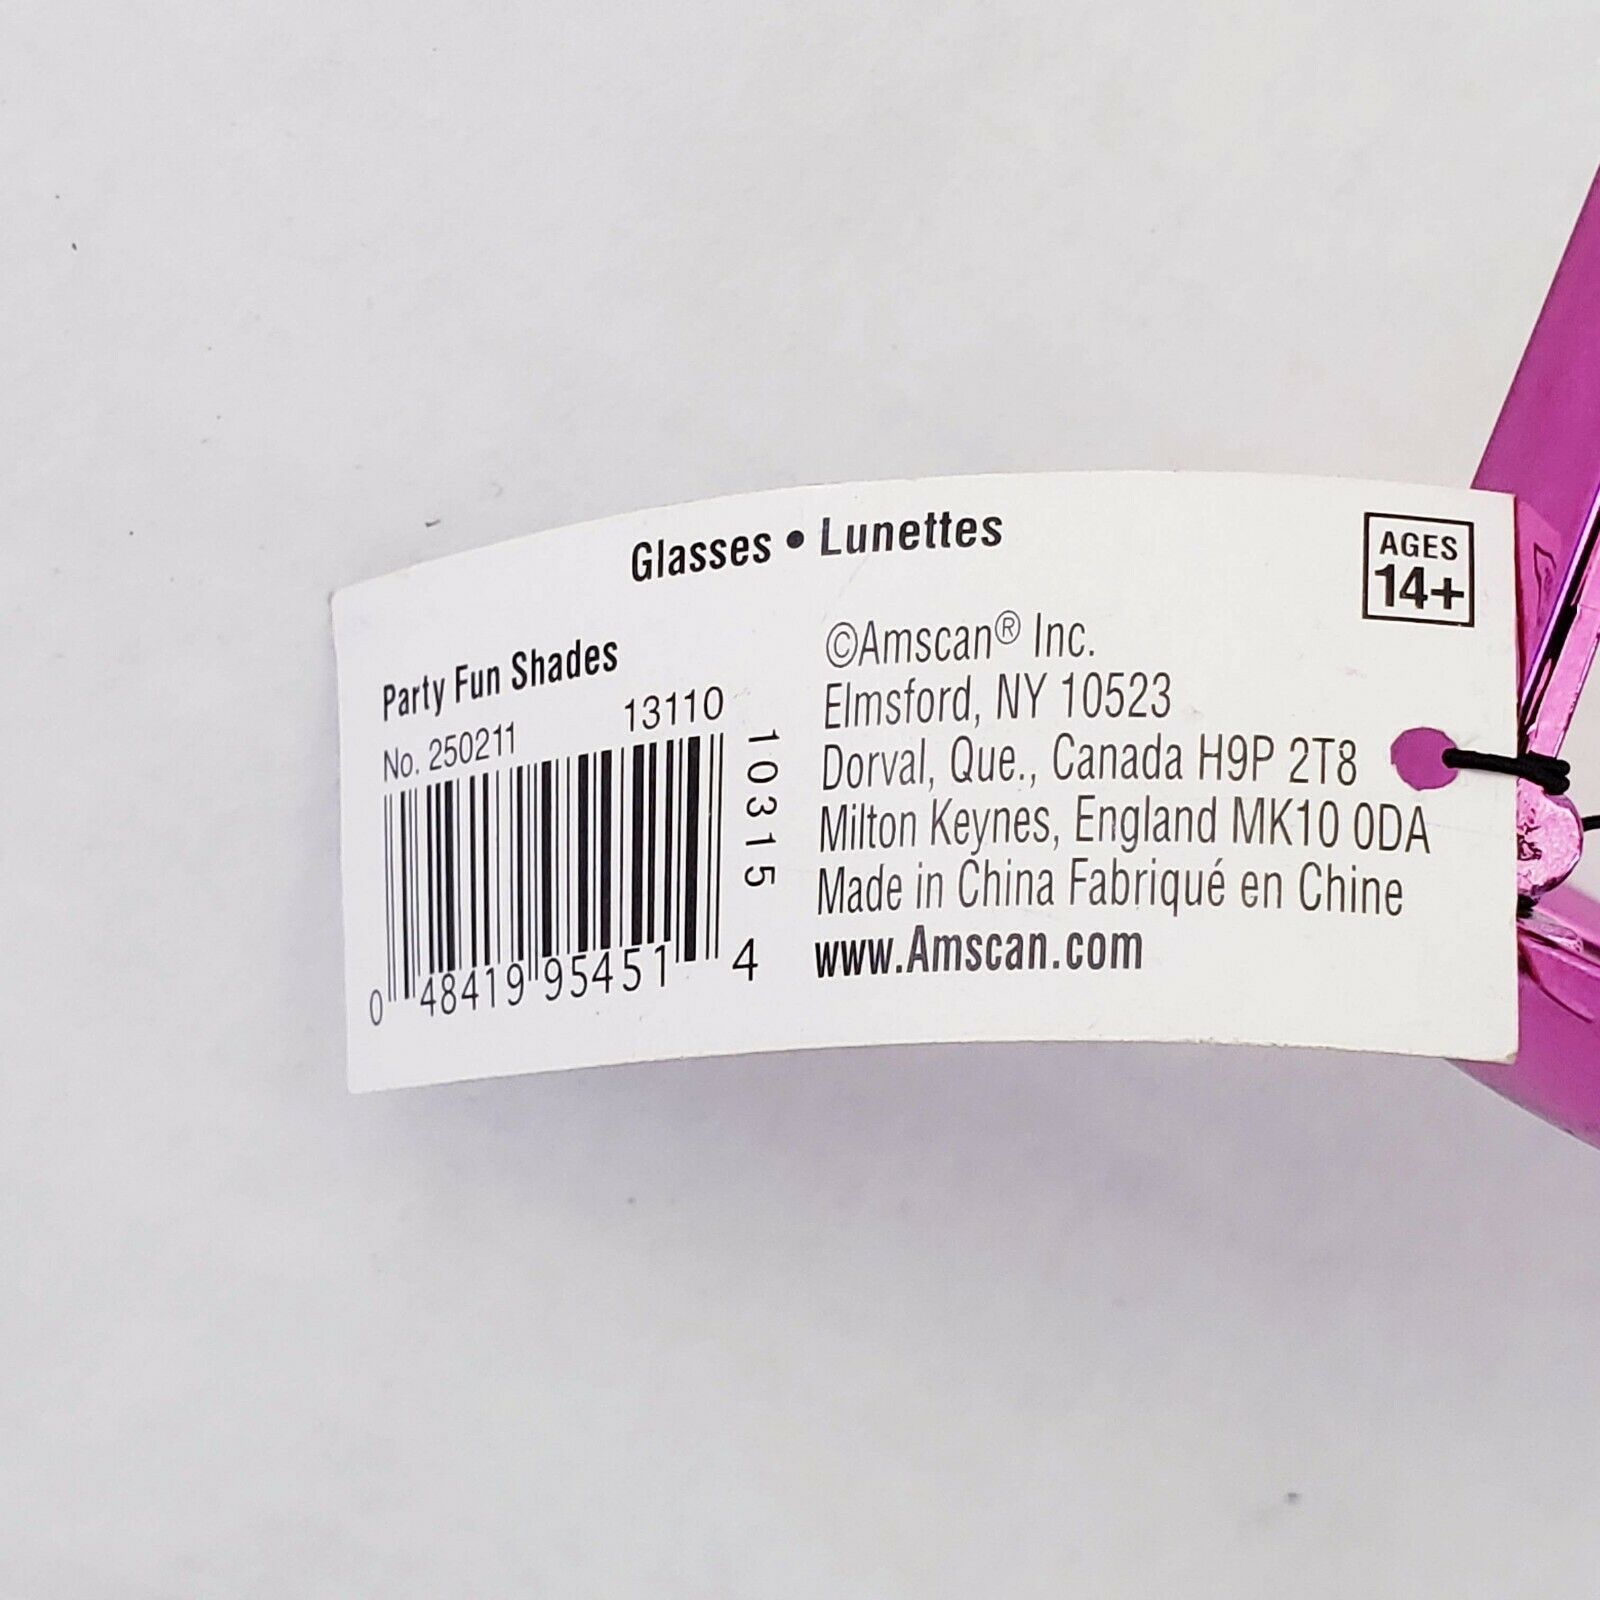 Glasses • Lunettes
AGES
14+
Party Fun Shades
No. 250211
13110
10315
0 48419 95451 4
©Amscan® Inc.
Elmsford, NY 10523
Dorval, Que., Canada H9P 2T8
Milton Keynes, England MK10 0DA
Made in China Fabriqué en Chine
www.Amscan.com